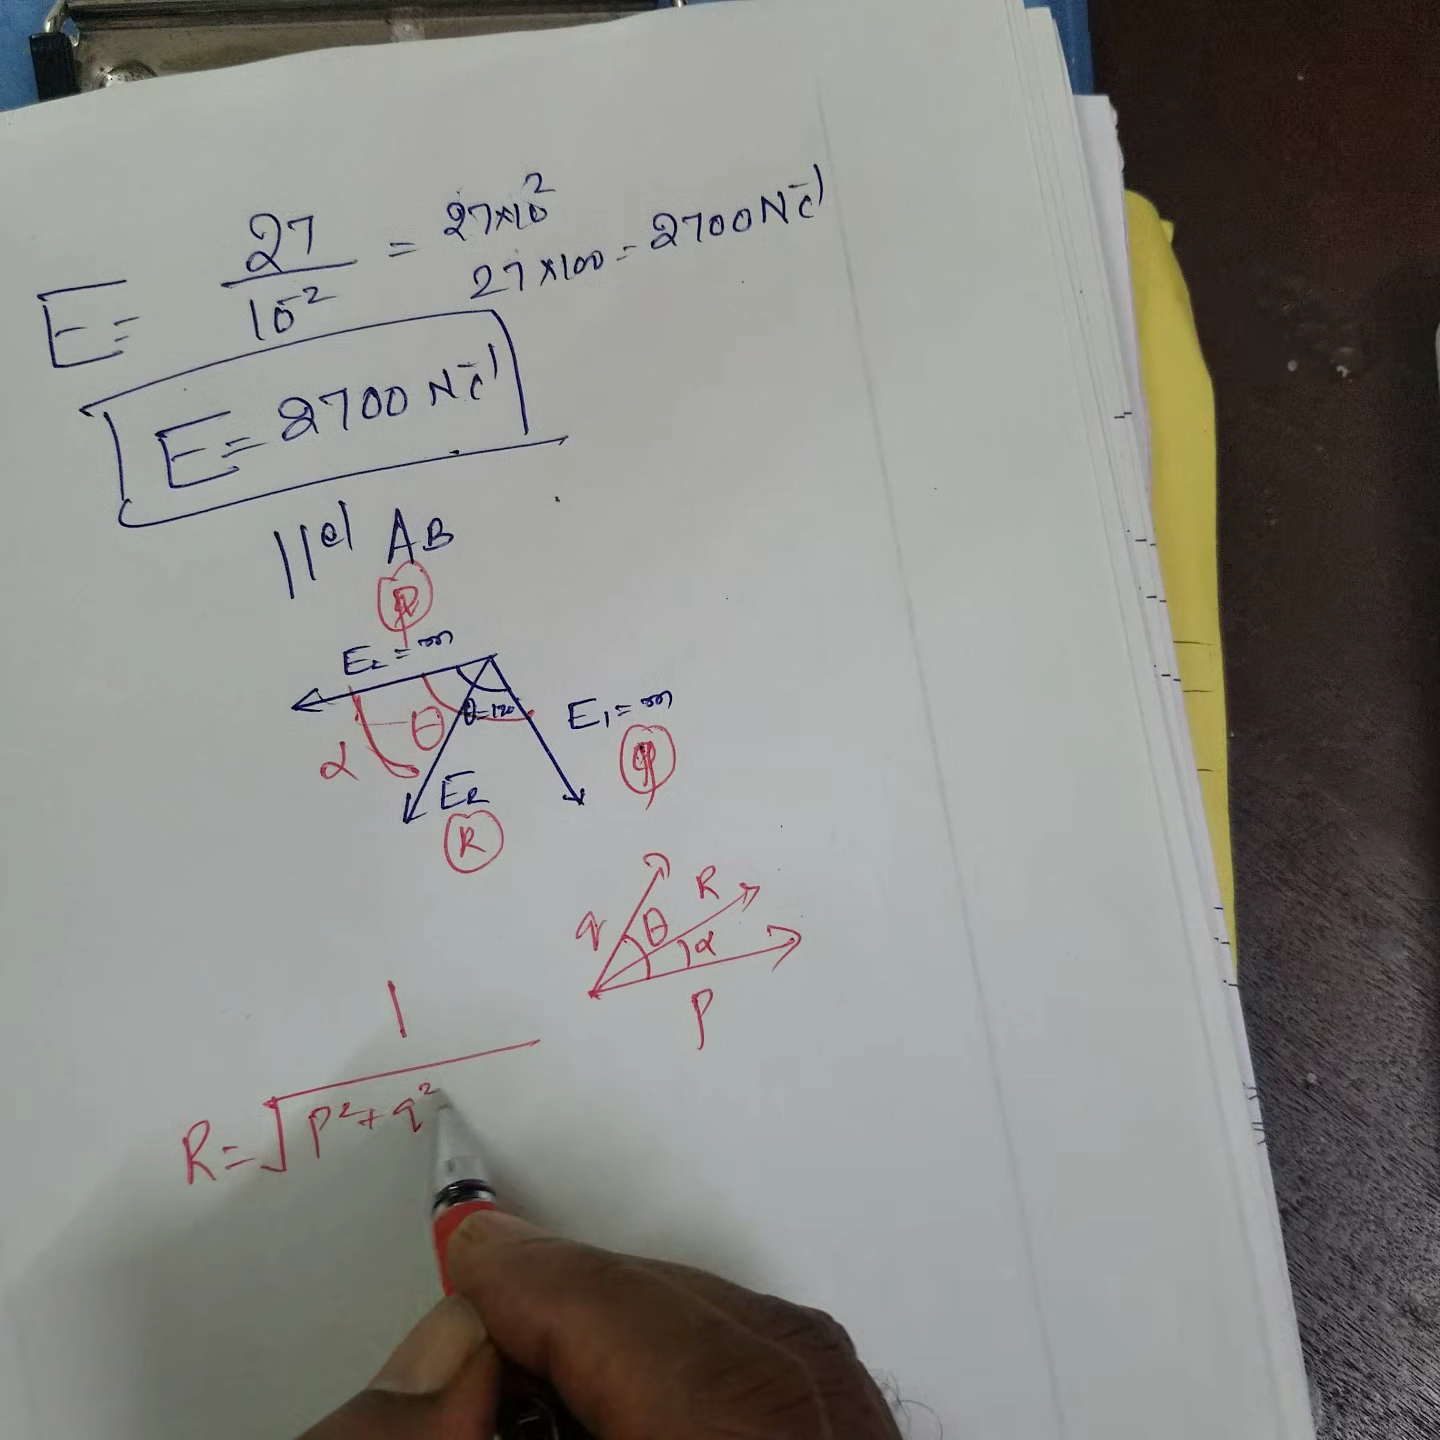 E = 27/10⁻² = 27×10²
27×100 = 2700 NC⁻¹
E = 2700 NC⁻¹
||el AB
P
E₂ =
θ=120
E₁ =
θ
α
q
E_R
R
R
q θ α
P
1
R = √p²+q²